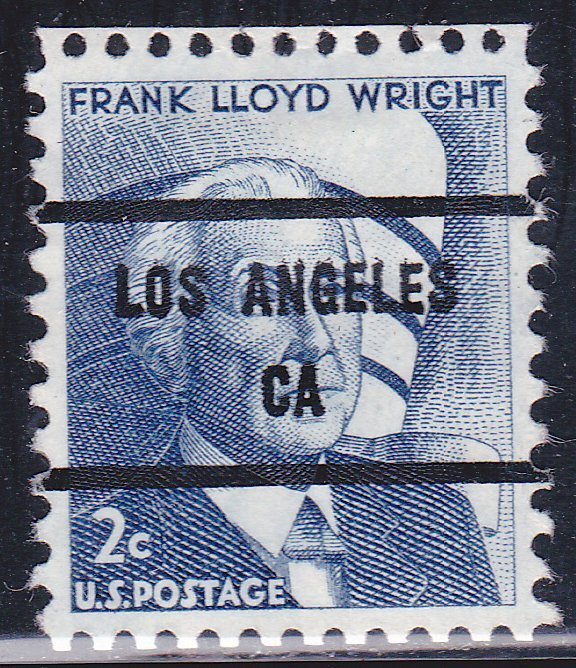 FRANK LLOYD WRIGHT
LOS ANGELES
CA
2c
U.S.POSTAGE